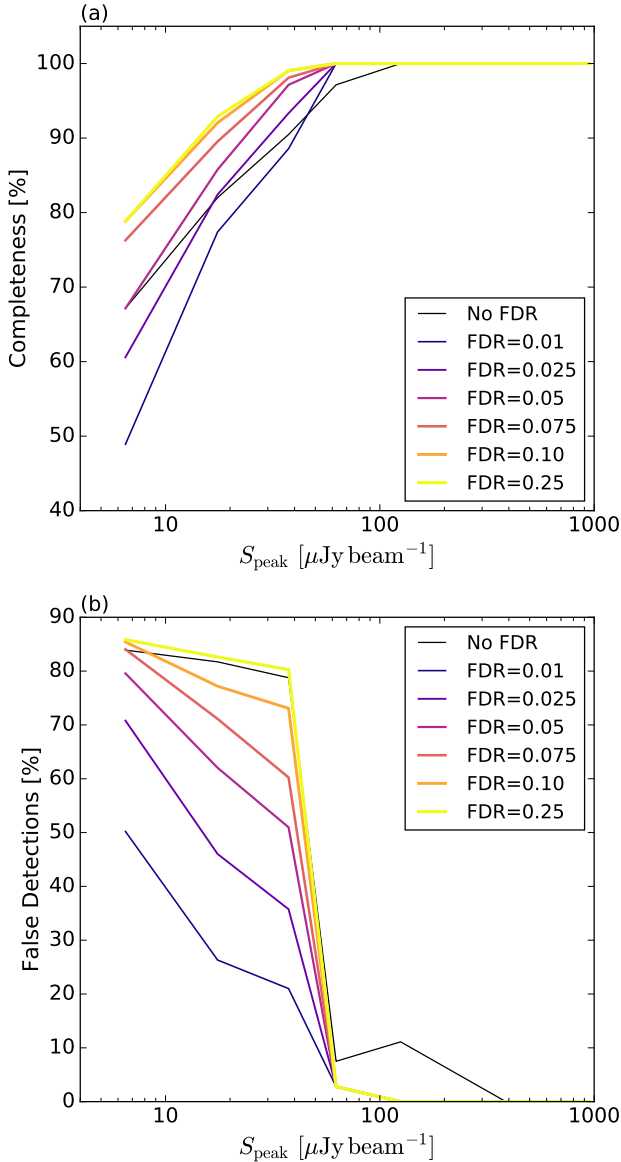 (a)
100
90
80
70
60
50
40
Completeness [%]
No FDR
FDR=0.01
FDR=0.025
FDR=0.05
FDR=0.075
FDR=0.10
FDR=0.25
10 100 1000
S_peak [μJy beam⁻¹]
(b)
90
80
70
60
50
40
30
20
10
0
False Detections [%]
No FDR
FDR=0.01
FDR=0.025
FDR=0.05
FDR=0.075
FDR=0.10
FDR=0.25
10 100 1000
S_peak [μJy beam⁻¹]